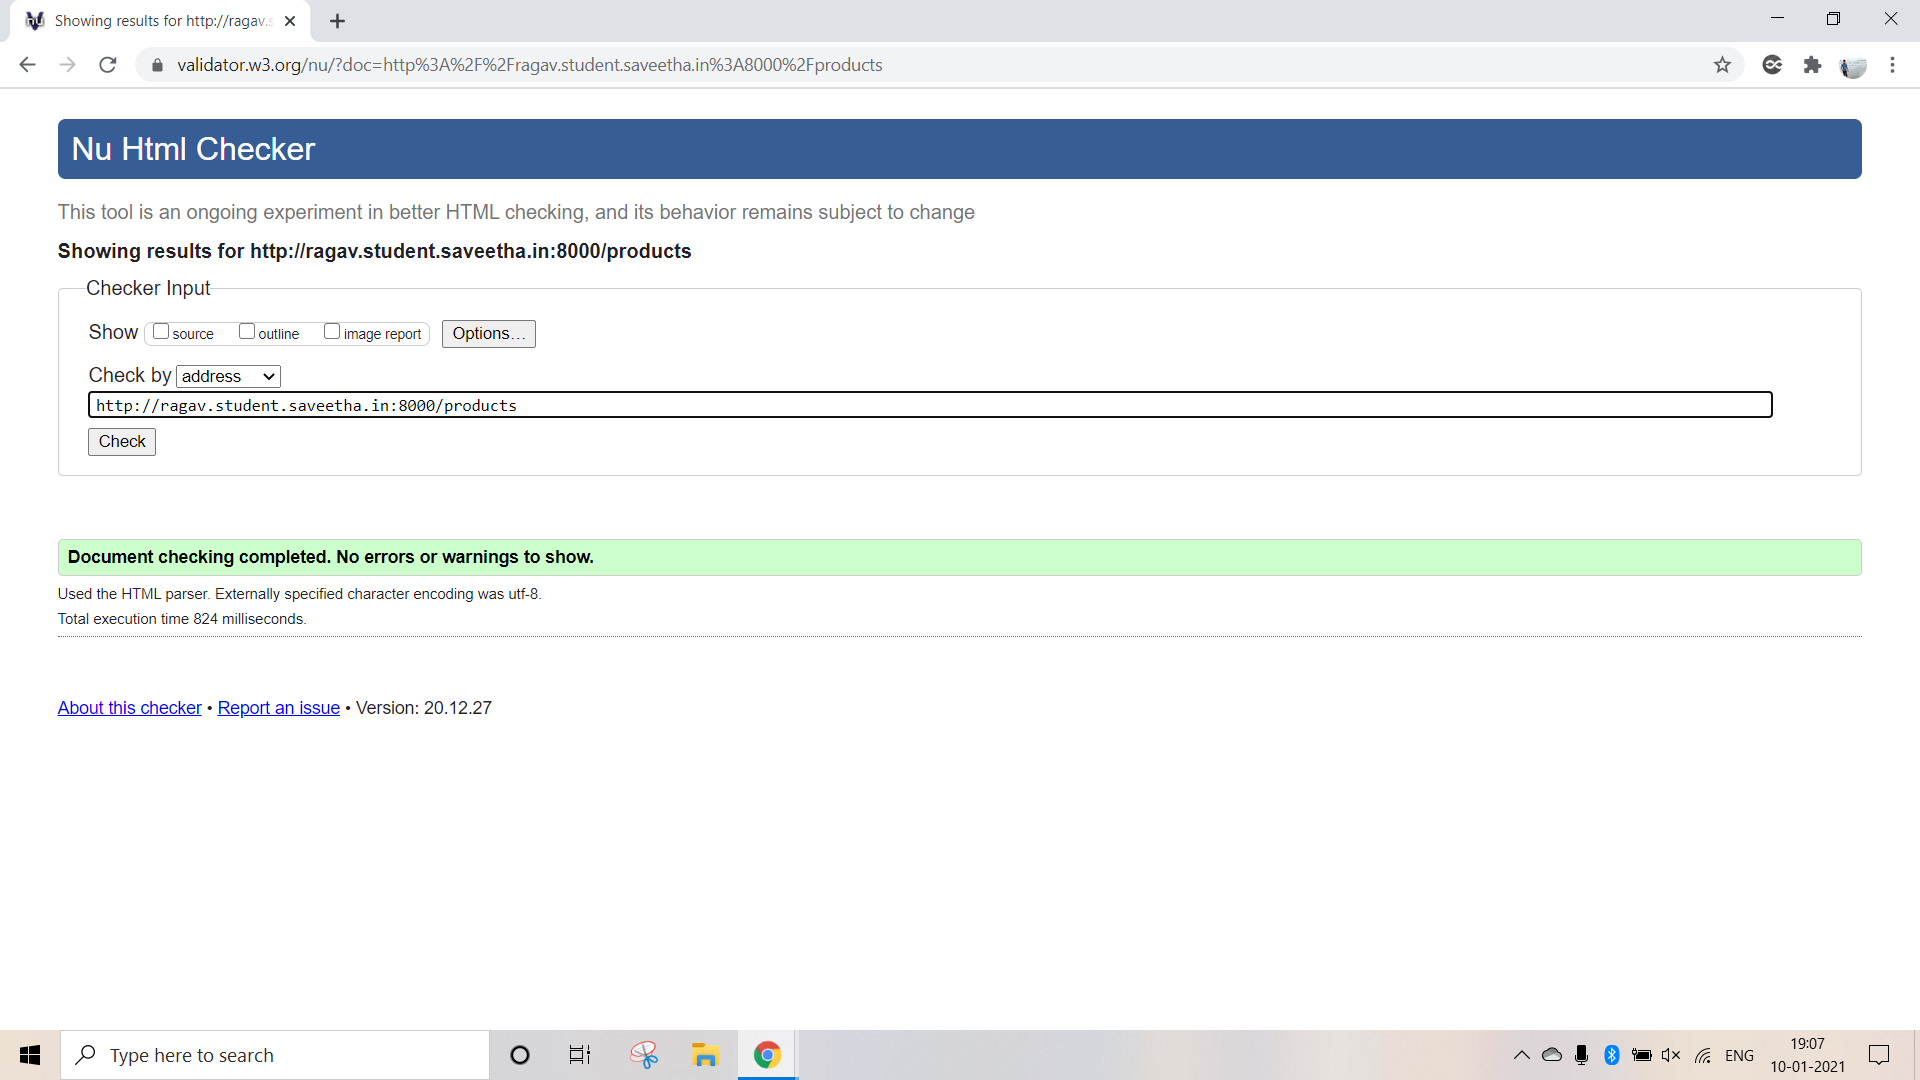 Showing results for http://ragav.s
validator.w3.org/nu/?doc=http%3A%2F%2Fragav.student.saveetha.in%3A8000%2Fproducts
Nu Html Checker
This tool is an ongoing experiment in better HTML checking, and its behavior remains subject to change
Showing results for http://ragav.student.saveetha.in:8000/products
Checker Input
Show source outline image report Options...
Check by address
http://ragav.student.saveetha.in:8000/products
Check
Document checking completed. No errors or warnings to show.
Used the HTML parser. Externally specified character encoding was utf-8.
Total execution time 824 milliseconds.
About this checker • Report an issue • Version: 20.12.27
Type here to search
ENG
19:07
10-01-2021